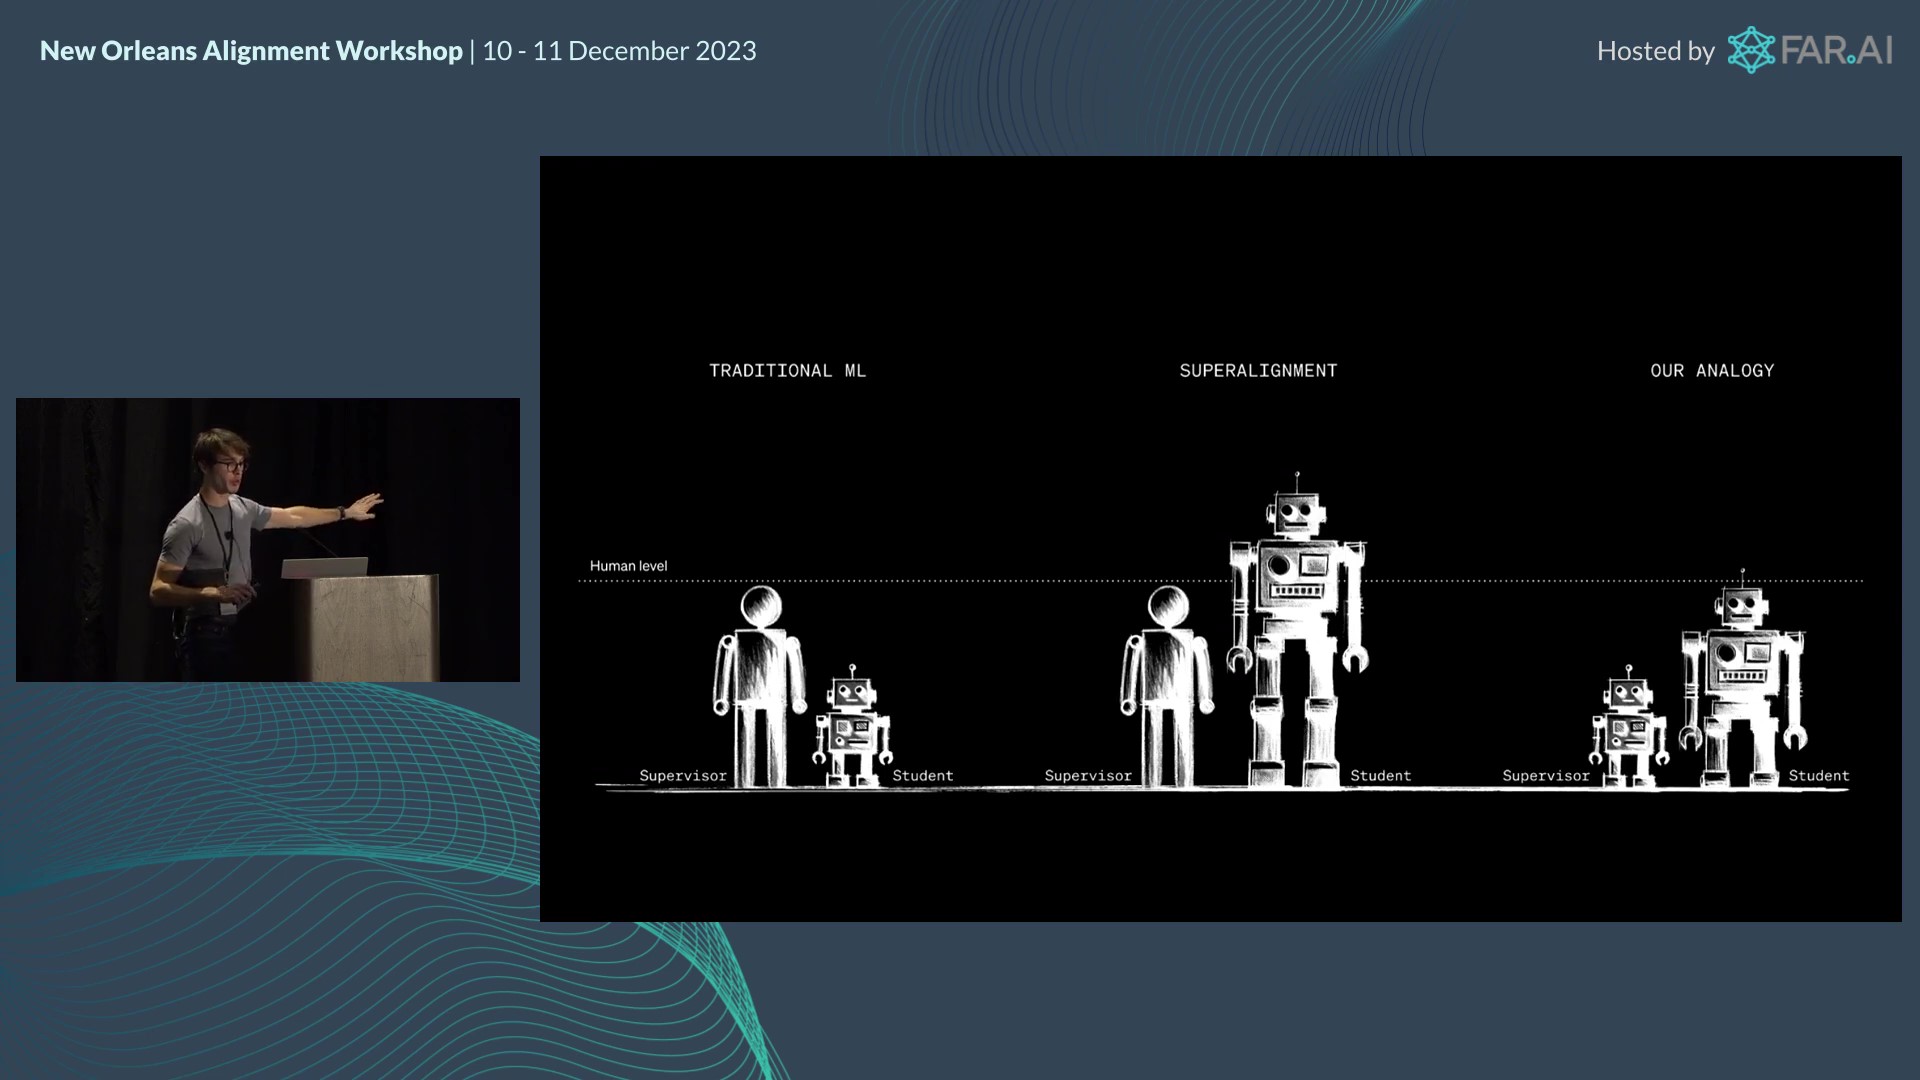 New Orleans Alignment Workshop | 10 - 11 December 2023
Hosted by FAR.AI
TRADITIONAL ML
SUPERALIGNMENT
OUR ANALOGY
Human level
Supervisor
Student
Supervisor
Student
Supervisor
Student